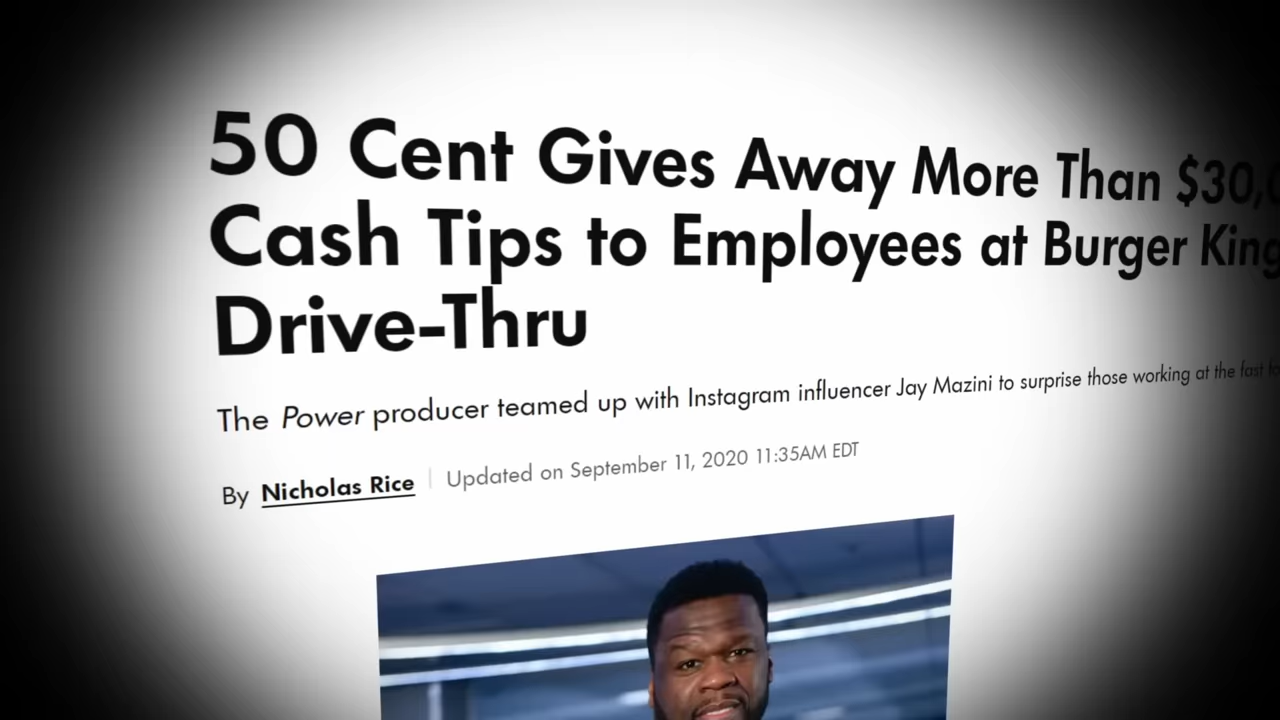 50 Cent Gives Away More Than $30,
Cash Tips to Employees at Burger King
Drive-Thru
The Power producer teamed up with Instagram influencer Jay Mazini to surprise those working at the fast
By Nicholas Rice Updated on September 11, 2020 11:35AM EDT